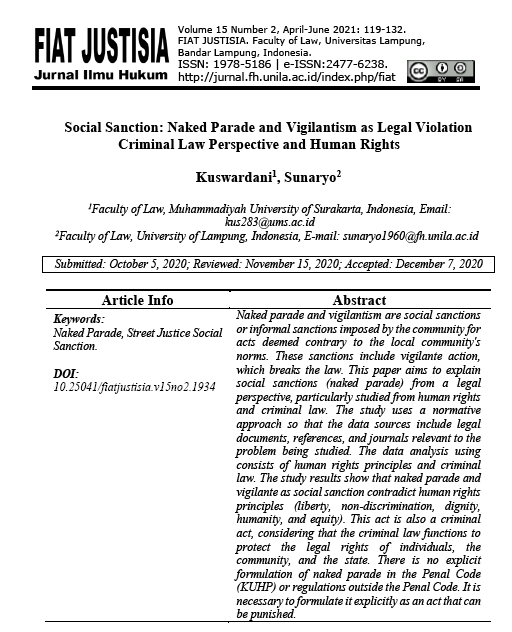 FIAT JUSTISIA
Jurnal Ilmu Hukum
Volume 15 Number 2, April-June 2021: 119-132.
FIAT JUSTISIA. Faculty of Law, Universitas Lampung,
Bandar Lampung, Indonesia.
ISSN: 1978-5186 | e-ISSN:2477-6238.
http://jurnal.fh.unila.ac.id/index.php/fiat
Social Sanction: Naked Parade and Vigilantism as Legal Violation
Criminal Law Perspective and Human Rights
Kuswardani1, Sunaryo2
1Faculty of Law, Muhammadiyah University of Surakarta, Indonesia, Email:
kus283@ums.ac.id
2Faculty of Law, University of Lampung, Indonesia, E-mail: sunaryo1960@fh.unila.ac.id
Submitted: October 5, 2020; Reviewed: November 15, 2020; Accepted: December 7, 2020
Article Info
Keywords:
Naked Parade, Street Justice Social
Sanction.
DOI:
10.25041/fiatjustisia.v15no2.1934
Abstract
Naked parade and vigilantism are social sanctions
or informal sanctions imposed by the community for
acts deemed contrary to the local community's
norms. These sanctions include vigilante action,
which breaks the law. This paper aims to explain
social sanctions (naked parade) from a legal
perspective, particularly studied from human rights
and criminal law. The study uses a normative
approach so that the data sources include legal
documents, references, and journals relevant to the
problem being studied. The data analysis using
consists of human rights principles and criminal
law. The study results show that naked parade and
vigilante as social sanction contradict human rights
principles (liberty, non-discrimination, dignity,
humanity, and equity). This act is also a criminal
act, considering that the criminal law functions to
protect the legal rights of individuals, the
community, and the state. There is no explicit
formulation of naked parade in the Penal Code
(KUHP) or regulations outside the Penal Code. It is
necessary to formulate it explicitly as an act that can
be punished.